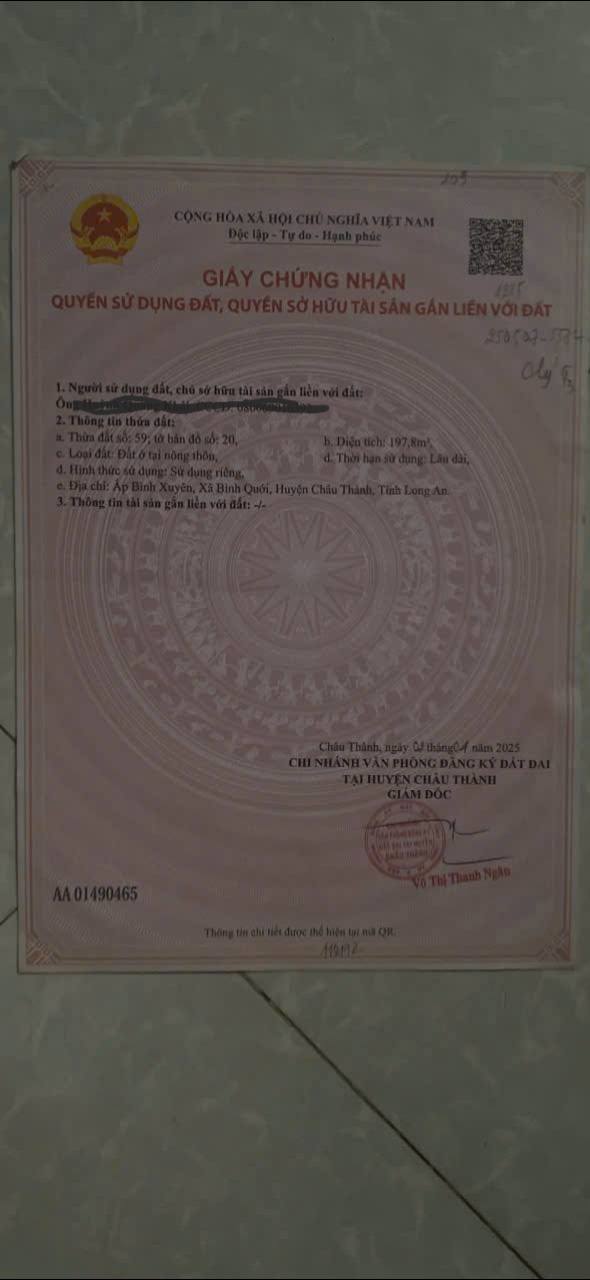 CỘNG HÒA XÃ HỘI CHỦ NGHĨA VIỆT NAM
Độc lập - Tự do - Hạnh phúc
GIẤY CHỨNG NHẬN
QUYỀN SỬ DỤNG ĐẤT, QUYỀN SỞ HỮU TÀI SẢN GẮN LIỀN VỚI ĐẤT
1. Người sử dụng đất, chủ sở hữu tài sản gắn liền với đất:
Ông
2. Thông tin thửa đất:
a. Thửa đất số: 59; tờ bản đồ số: 20, b. Diện tích: 197,8m²,
c. Loại đất: Đất ở tại nông thôn, d. Thời hạn sử dụng: Lâu dài,
đ. Hình thức sử dụng: Sử dụng riêng,
e. Địa chỉ: Ấp Bình Xuyên, Xã Bình Quới, Huyện Châu Thành, Tỉnh Long An.
3. Thông tin tài sản gắn liền với đất: -/-
Châu Thành, ngày tháng năm 2025
CHI NHÁNH VĂN PHÒNG ĐĂNG KÝ ĐẤT ĐAI
TẠI HUYỆN CHÂU THÀNH
GIÁM ĐỐC
Võ Thị Thanh Ngân
AA 01490465
Thông tin chi tiết được thể hiện tại mã QR.